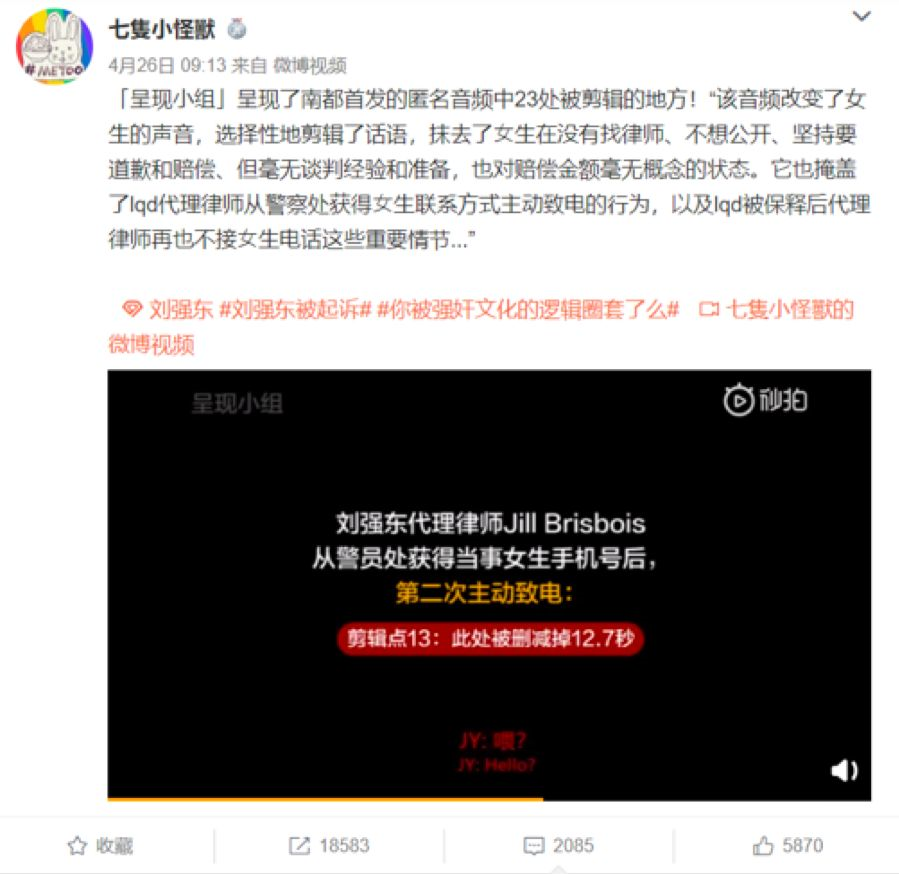 七隻小怪獸
#METOO
4月26日 09:13 来自 微博视频
「呈现小组」呈现了南都首发的匿名音频中23处被剪辑的地方！“该音频改变了女
生的声音，选择性地剪辑了话语，抹去了女生在没有找律师、不想公开、坚持要
道歉和赔偿、但毫无谈判经验和准备，也对赔偿金额毫无概念的状态。它也掩盖
了lqd代理律师从警察处获得女生联系方式主动致电的行为，以及lqd被保释后代理
律师再也不接女生电话这些重要情节...”
刘强东 #刘强东被起诉# #你被强奸文化的逻辑圈套了么# 七隻小怪獸的
微博视频
呈现小组
秒拍
刘强东代理律师Jill Brisbois
从警员处获得当事女生手机号后，
第二次主动致电：
剪辑点13：此处被删减掉12.7秒
JY: 喂？
JY: Hello?
收藏
18583
2085
5870